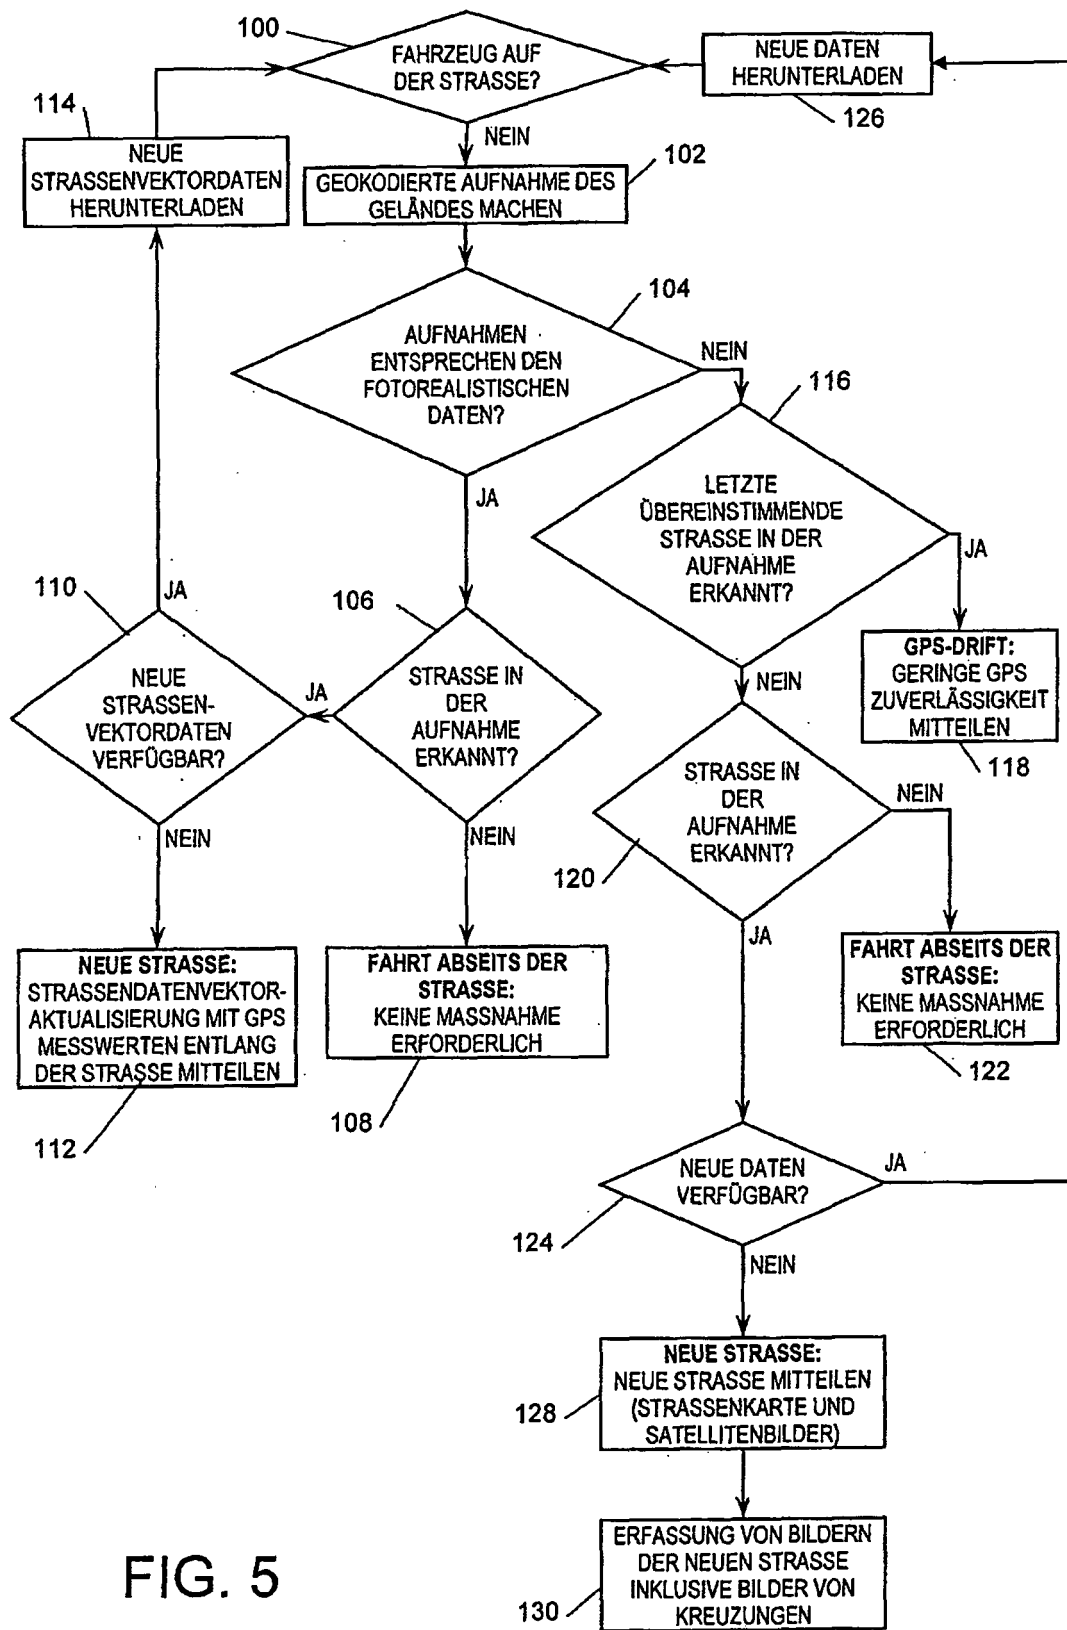 100
FAHRZEUG AUF
DER STRASSE?
NEUE DATEN
HERUNTERLADEN
126
114
NEUE
STRASSENVEKTORDATEN
HERUNTERLADEN
NEIN
102
GEOKODIERTE AUFNAHME DES
GELÄNDES MACHEN
104
AUFNAHMEN
ENTSPRECHEN DEN
FOTOREALISTISCHEN
DATEN?
NEIN
116
JA
LETZTE
ÜBEREINSTIMMENDE
STRASSE IN DER
AUFNAHME
ERKANNT?
JA
110
JA
NEUE
STRASSEN-
VEKTORDATEN
VERFÜGBAR?
JA
106
STRASSE IN
DER
AUFNAHME
ERKANNT?
GPS-DRIFT:
GERINGE GPS
ZUVERLÄSSIGKEIT
MITTEILEN
118
NEIN
STRASSE IN
DER
AUFNAHME
ERKANNT?
120
NEIN
NEIN
NEIN
JA
NEUE STRASSE:
STRASSENDATENVEKTOR-
AKTUALISIERUNG MIT GPS
MESSWERTEN ENTLANG
DER STRASSE MITTEILEN
112
FAHRT ABSEITS DER
STRASSE:
KEINE MASSNAHME
ERFORDERLICH
108
FAHRT ABSEITS DER
STRASSE:
KEINE MASSNAHME
ERFORDERLICH
122
NEUE DATEN
VERFÜGBAR?
JA
124
NEIN
NEUE STRASSE:
NEUE STRASSE MITTEILEN
(STRASSENKARTE UND
SATELLITENBILDER)
128
ERFASSUNG VON BILDERN
DER NEUEN STRASSE
INKLUSIVE BILDER VON
KREUZUNGEN
130
FIG. 5